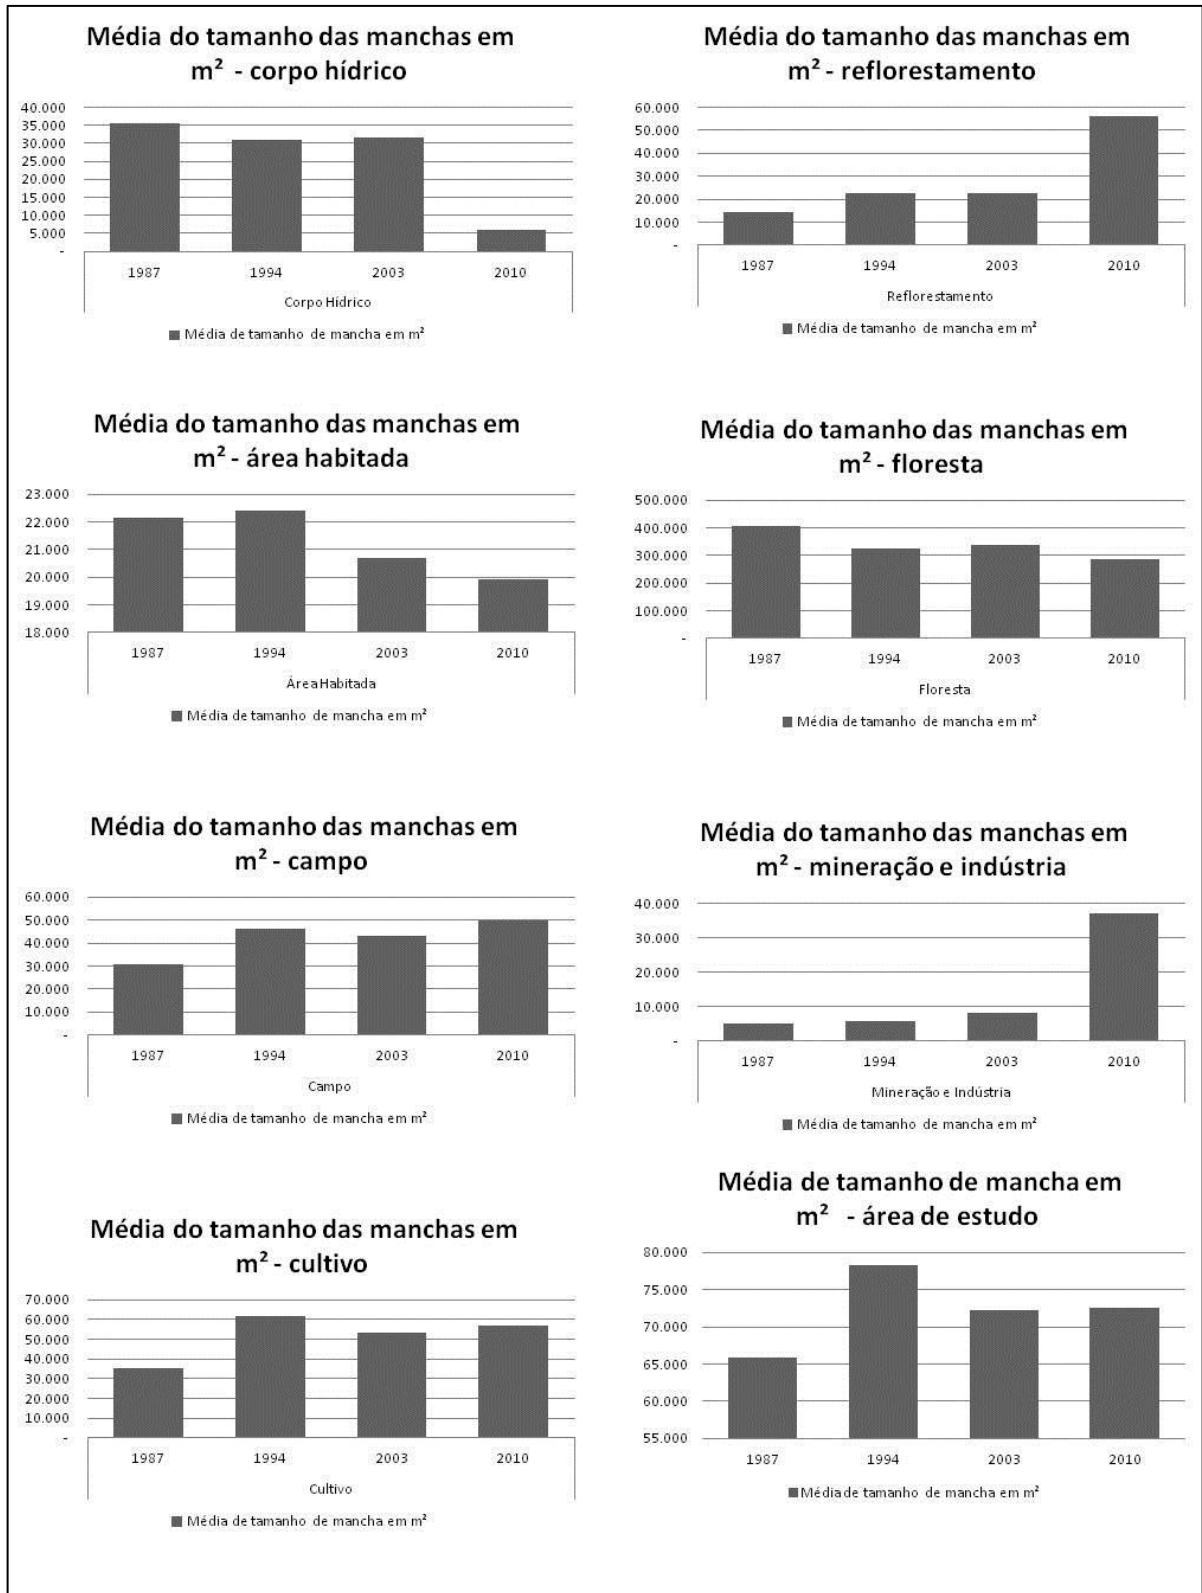 Média do tamanho das manchas em
m² - corpo hídrico
40.000
35.000
30.000
25.000
20.000
15.000
10.000
5.000
-
1987 1994 2003 2010
Corpo Hídrico
Média de tamanho de mancha em m²
Média do tamanho das manchas em
m² - reflorestamento
60.000
50.000
40.000
30.000
20.000
10.000
-
1987 1994 2003 2010
Reflorestamento
Média de tamanho de mancha em m²
Média do tamanho das manchas em
m² - área habitada
23.000
22.000
21.000
20.000
19.000
18.000
1987 1994 2003 2010
Área Habitada
Média de tamanho de mancha em m²
Média do tamanho das manchas em
m² - floresta
500.000
400.000
300.000
200.000
100.000
-
1987 1994 2003 2010
Floresta
Média de tamanho de mancha em m²
Média do tamanho das manchas em
m² - campo
60.000
50.000
40.000
30.000
20.000
10.000
-
1987 1994 2003 2010
Campo
Média de tamanho de mancha em m²
Média do tamanho das manchas em
m² - mineração e indústria
40.000
30.000
20.000
10.000
-
1987 1994 2003 2010
Mineração e Indústria
Média de tamanho de mancha em m²
Média do tamanho das manchas em
m² - cultivo
70.000
60.000
50.000
40.000
30.000
20.000
10.000
-
1987 1994 2003 2010
Cultivo
Média de tamanho de mancha em m²
Média de tamanho de mancha em
m² - área de estudo
80.000
75.000
70.000
65.000
60.000
55.000
1987 1994 2003 2010
Média de tamanho de mancha em m²